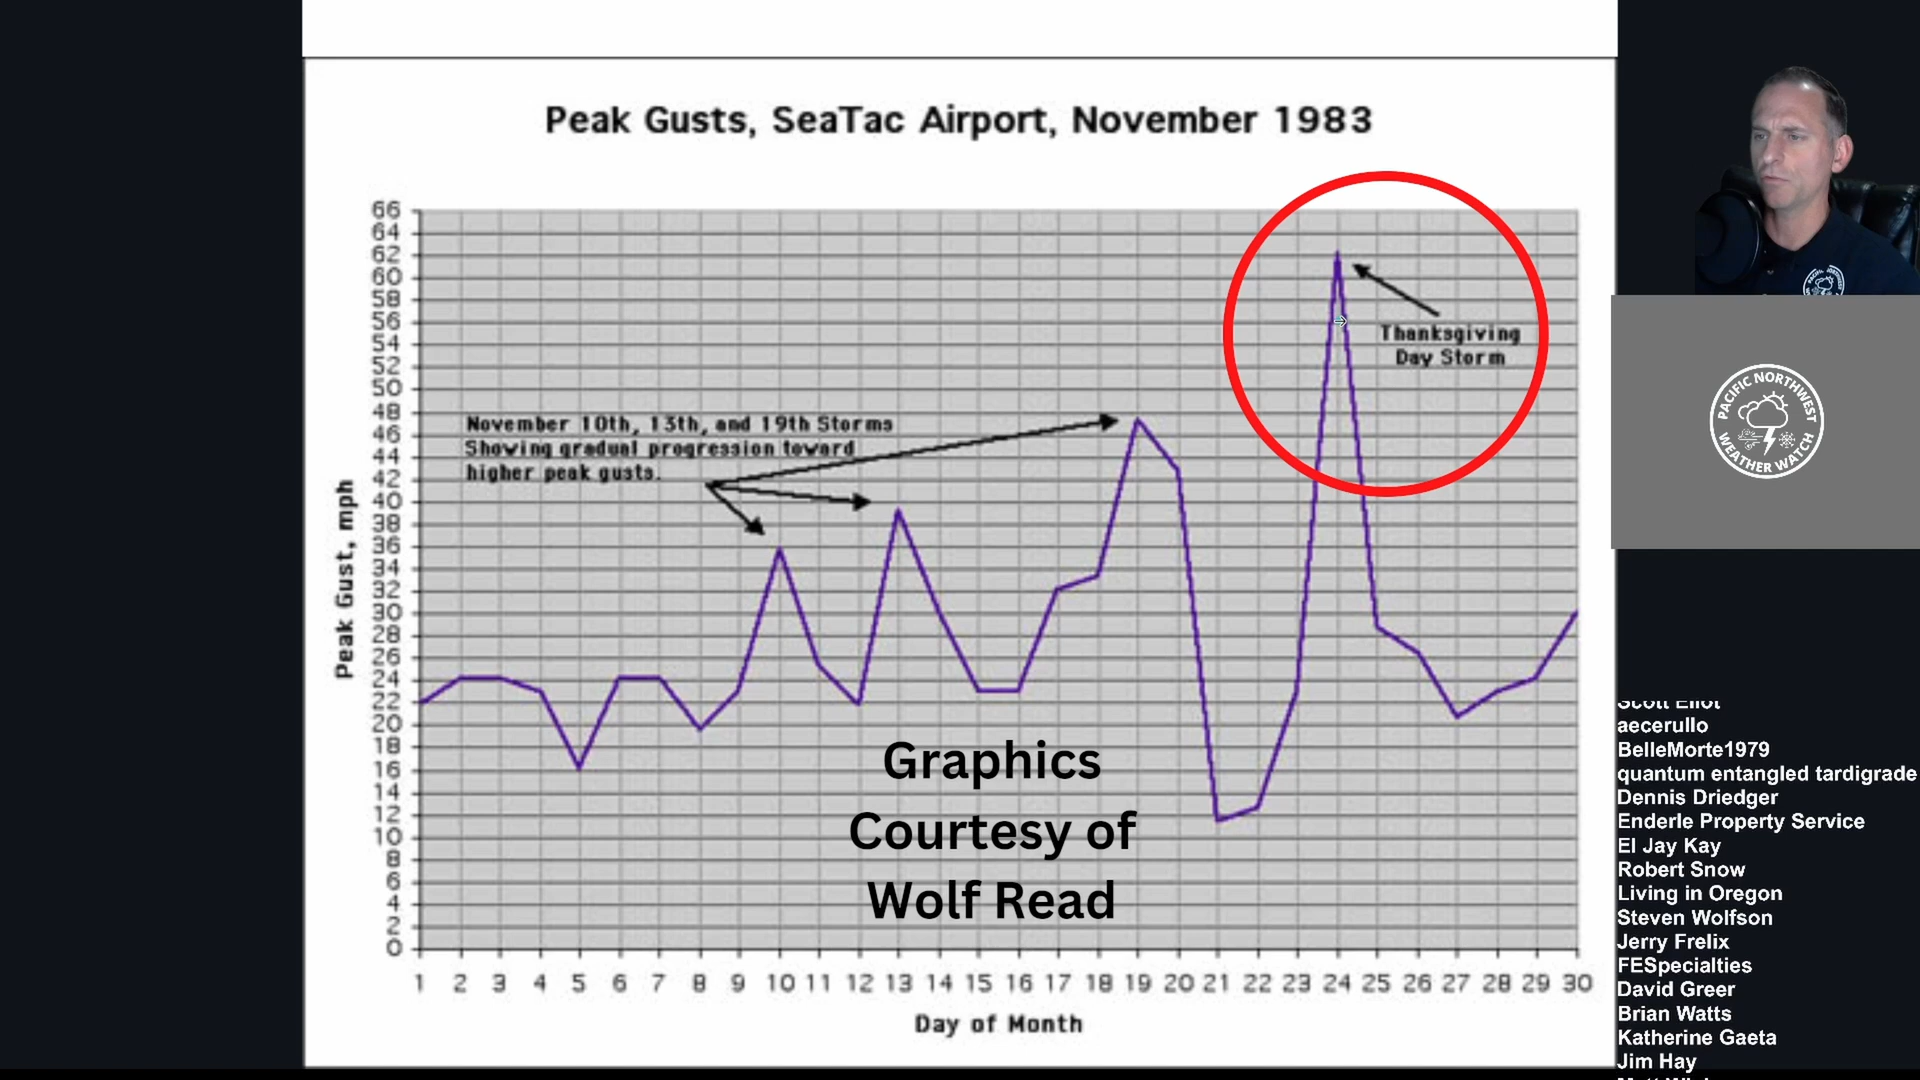 Peak Gusts, SeaTac Airport, November 1983
66
64
62
60
58
56
54
52
50
48
46
44
42
40
38
36
34
32
30
28
26
24
22
20
18
16
14
12
10
8
6
4
2
0
Peak Gust, mph
November 10th, 13th, and 19th Storms
Showing gradual progression toward
higher peak gusts.
Thanksgiving
Day Storm
Graphics
Courtesy of
Wolf Read
1 2 3 4 5 6 7 8 9 10 11 12 13 14 15 16 17 18 19 20 21 22 23 24 25 26 27 28 29 30
Day of Month
PACIFIC NORTHWEST
WEATHER WATCH
Scott Eliot
aecerullo
BelleMorte1979
quantum entangled tardigrade
Dennis Driedger
Enderle Property Service
El Jay Kay
Robert Snow
Living in Oregon
Steven Wolfson
Jerry Frelix
FESpecialties
David Greer
Brian Watts
Katherine Gaeta
Jim Hay